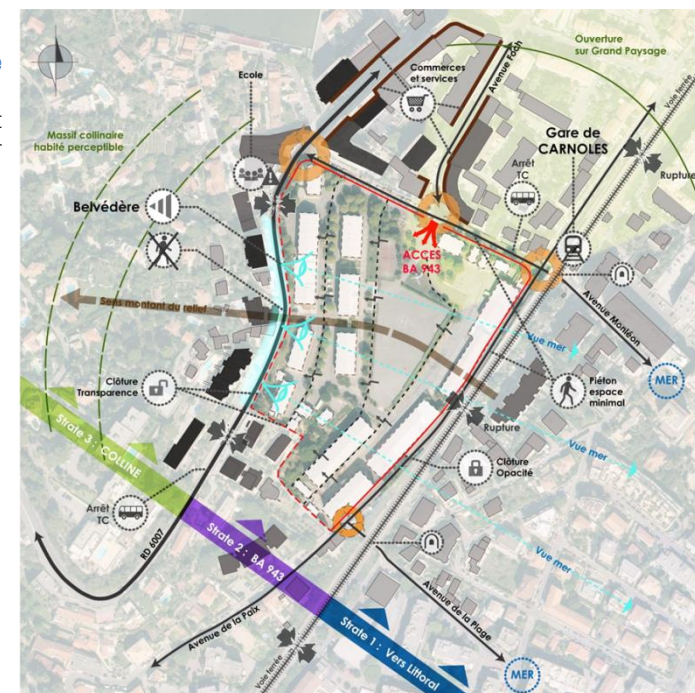 Ouverture
sur Grand Paysage
Commerces
et services
Avenue Foch
Voie ferrée
Ecole
Massif collinaire
habité perceptible
Gare de
CARNOLES
Arrêt
TC
Rupture
Belvédère
ACCES
BA 943
Sens montant du relief
Avenue Monléon
Vue mer
MER
Clôture
Transparence
Piéton
espace
minimal
Rupture
Vue mer
Clôture
Opacité
Strate 3 : COLLINE
Arrêt
TC
RD 6007
Strate 2 : BA 943
Vue mer
Avenue de la Paix
Avenue de la Plage
Strate 1 : Vers Littoral
MER
Voie ferrée